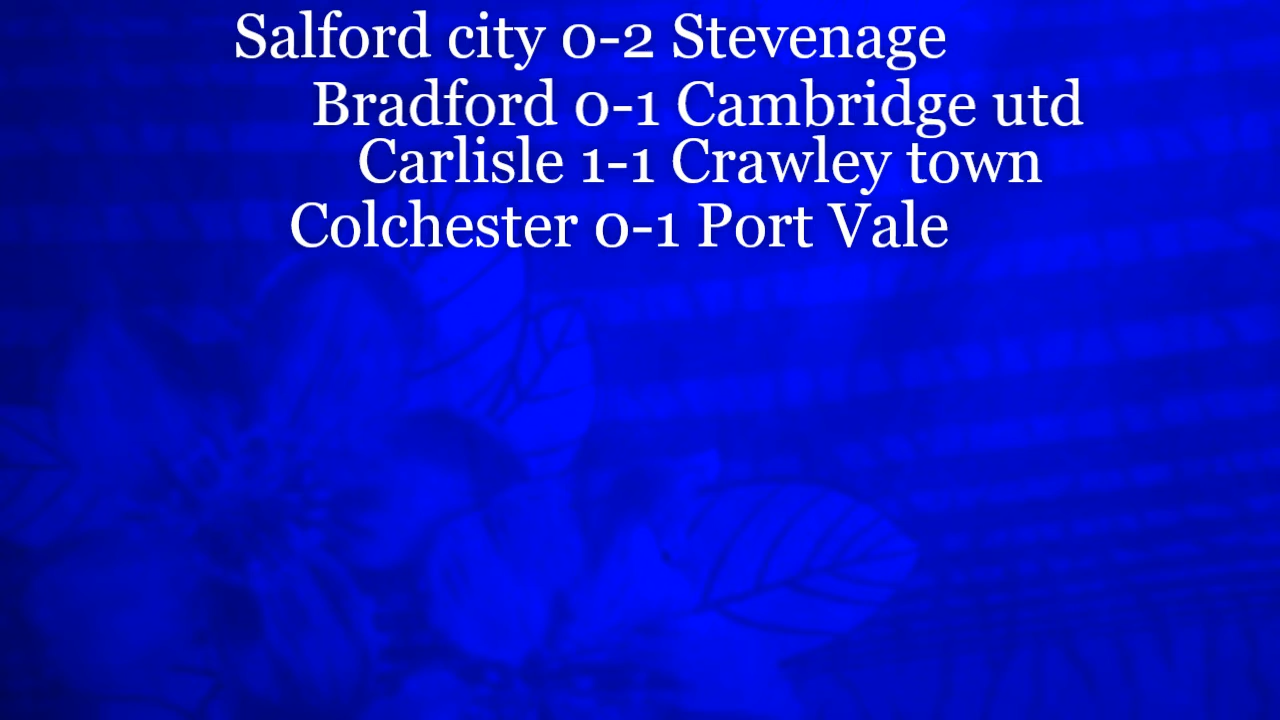 Salford city 0-2 Stevenage
Bradford 0-1 Cambridge utd
Carlisle 1-1 Crawley town
Colchester 0-1 Port Vale